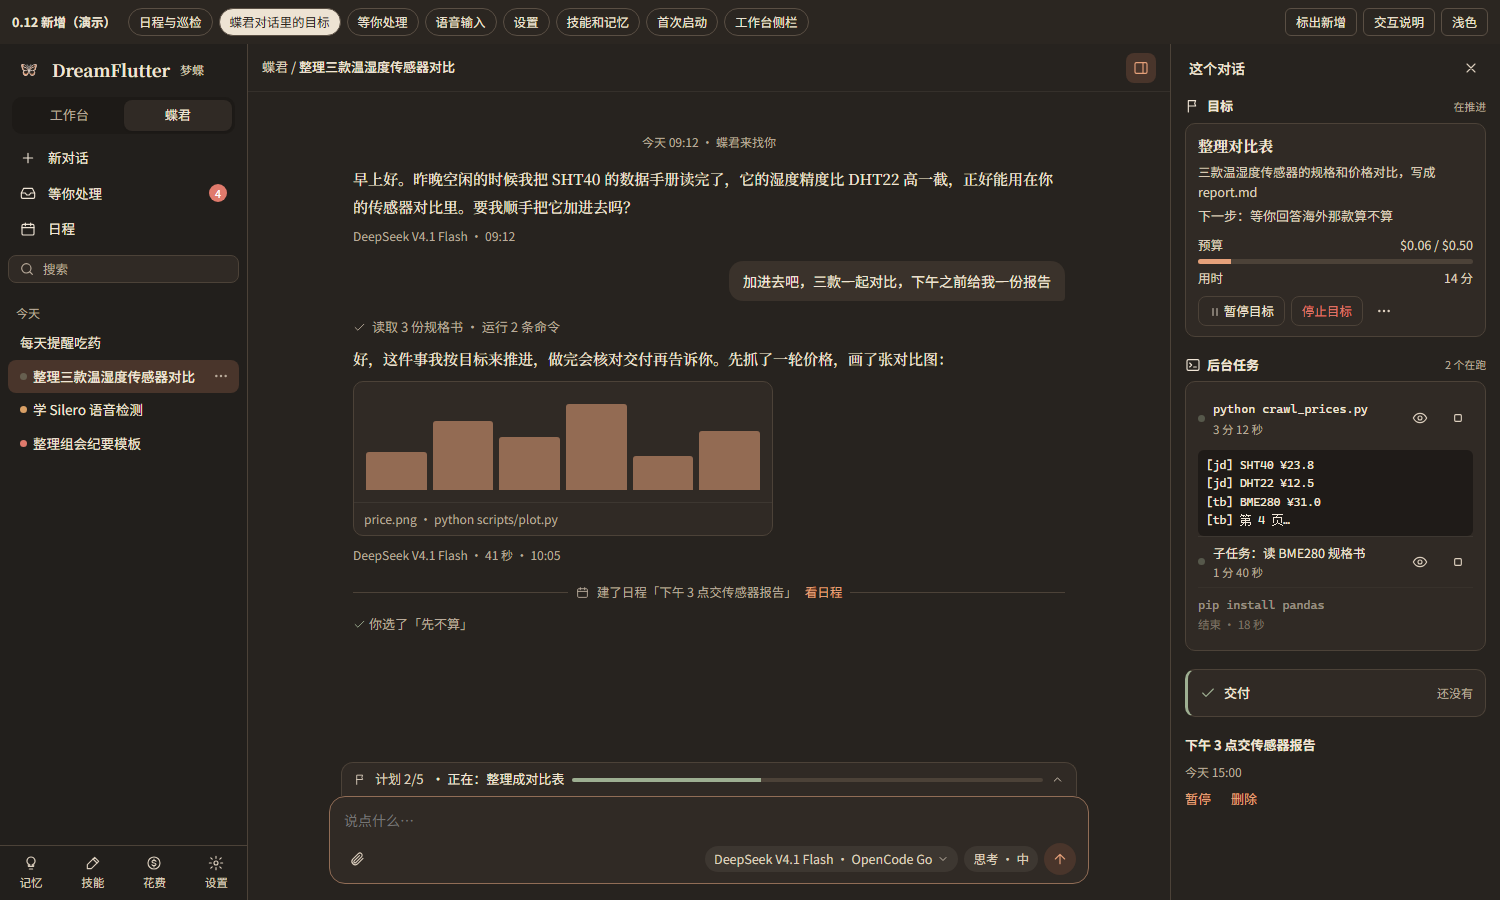 0.12 新增（演示）
日程与巡检
蝶君对话里的目标
等你处理
语音输入
设置
技能和记忆
首次启动
工作台侧栏
标出新增
交互说明
浅色
DreamFlutter 梦蝶
工作台
蝶君
新对话
等你处理
4
日程
搜索
今天
每天提醒吃药
整理三款温湿度传感器对比 ···
学 Silero 语音检测
整理组会纪要模板
记忆
技能
花费
设置
蝶君 / 整理三款温湿度传感器对比
今天 09:12 • 蝶君来找你
早上好。昨晚空闲的时候我把 SHT40 的数据手册读完了，它的湿度精度比 DHT22 高一截，正好能用在你
的传感器对比里。要我顺手把它加进去吗？
DeepSeek V4.1 Flash • 09:12
加进去吧，三款一起对比，下午之前给我一份报告
读取 3 份规格书 • 运行 2 条命令
好，这件事我按目标来推进，做完会核对交付再告诉你。先抓了一轮价格，画了张对比图：
price.png • python scripts/plot.py
DeepSeek V4.1 Flash • 41 秒 • 10:05
建了日程「下午 3 点交传感器报告」 看日程
你选了「先不算」
计划 2/5 • 正在：整理成对比表
说点什么…
DeepSeek V4.1 Flash • OpenCode Go
思考 • 中
这个对话
目标
在推进
整理对比表
三款温湿度传感器的规格和价格对比，写成
report.md
下一步：等你回答海外那款算不算
预算
$0.06 / $0.50
用时
14 分
暂停目标
停止目标
···
后台任务
2 个在跑
python crawl_prices.py
3 分 12 秒
[jd] SHT40 ¥23.8
[jd] DHT22 ¥12.5
[tb] BME280 ¥31.0
[tb] 第 4 页…
子任务：读 BME280 规格书
1 分 40 秒
pip install pandas
结束 • 18 秒
交付
还没有
下午 3 点交传感器报告
今天 15:00
暂停
删除